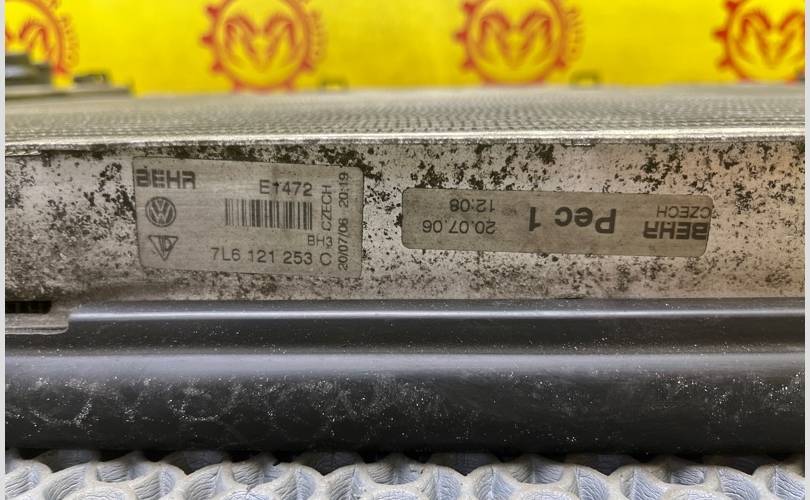 BEHR E1472
BH3
7L6 121 253 C
CZECH
20/07/06 20:19
BEHR
CZECH
Pec 1
20.07.06
12:08